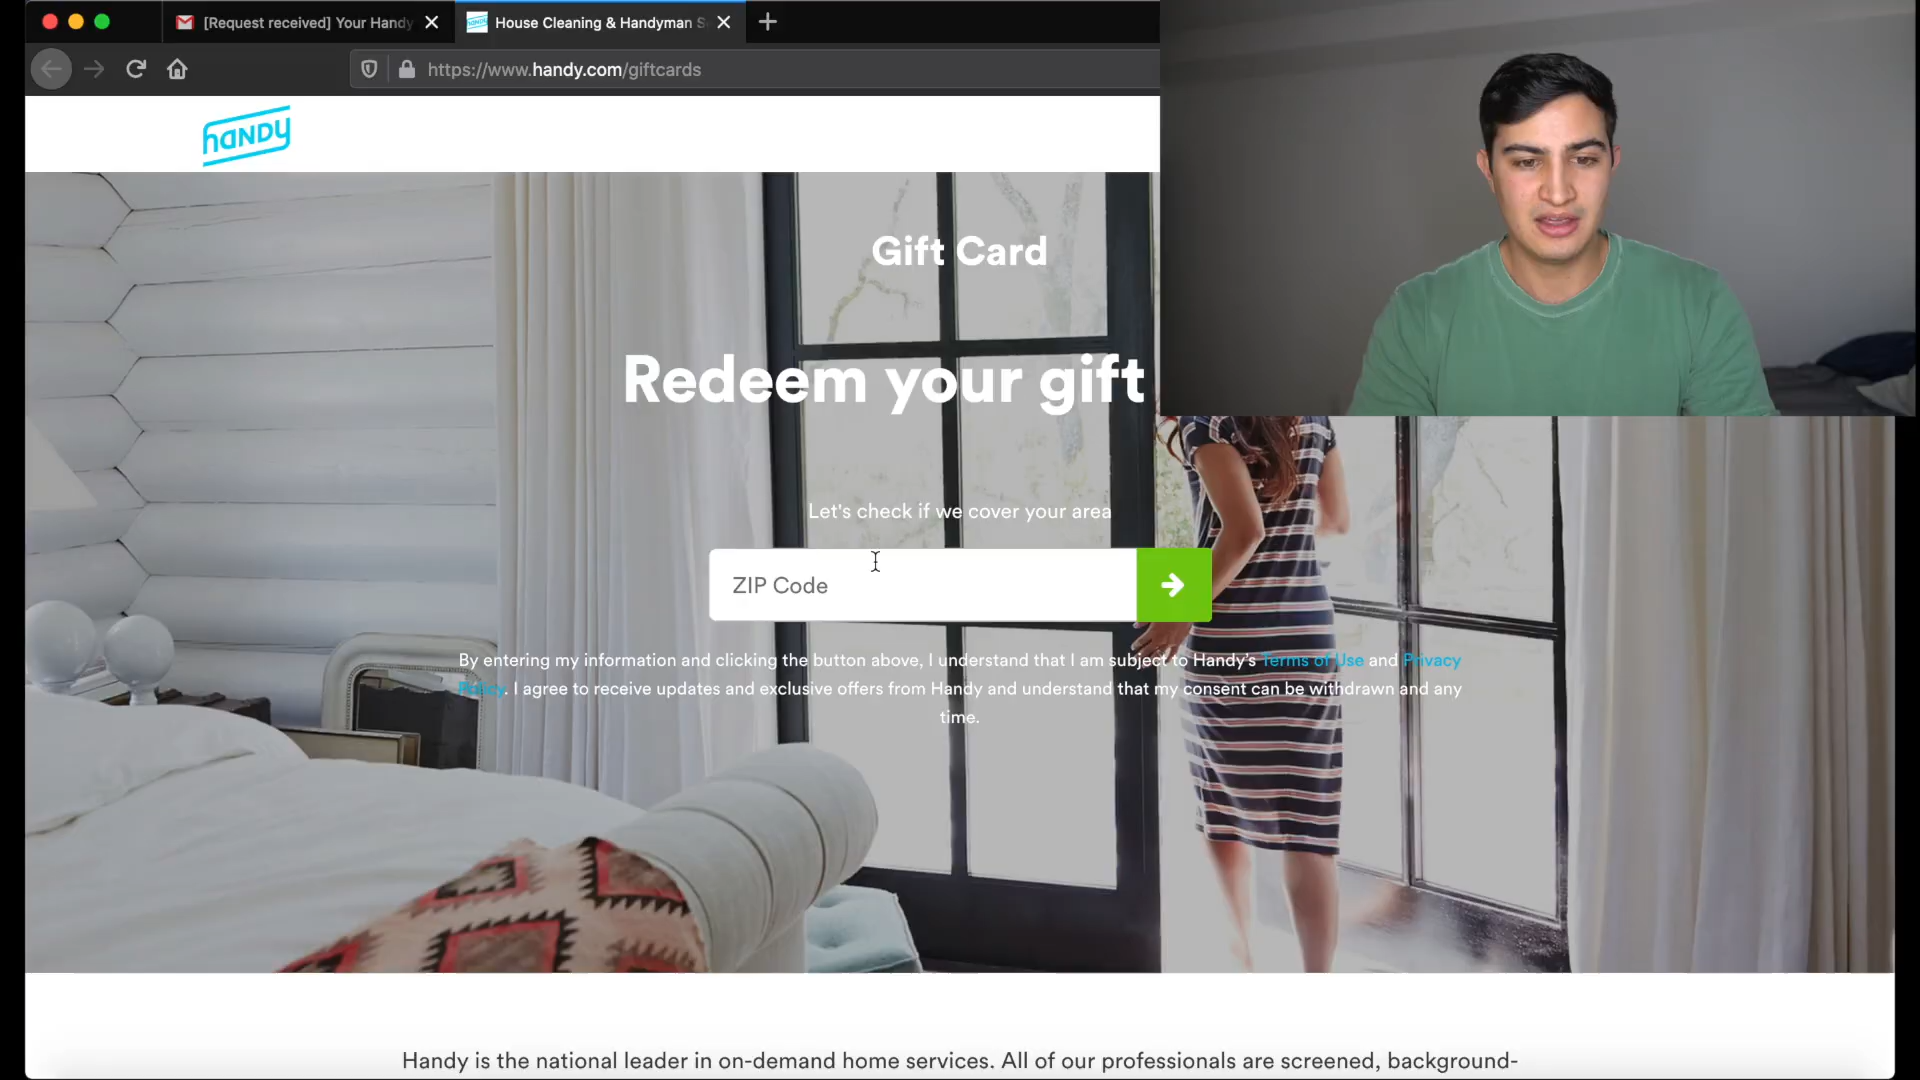 [Request received] Your Handy
House Cleaning & Handyman S
https://www.handy.com/giftcards
handy
Gift Card
Redeem your gift
Let's check if we cover your area
ZIP Code
By entering my information and clicking the button above, I understand that I am subject to Handy's Terms of Use and Privacy
Policy. I agree to receive updates and exclusive offers from Handy and understand that my consent can be withdrawn and any
time.
Handy is the national leader in on-demand home services. All of our professionals are screened, background-